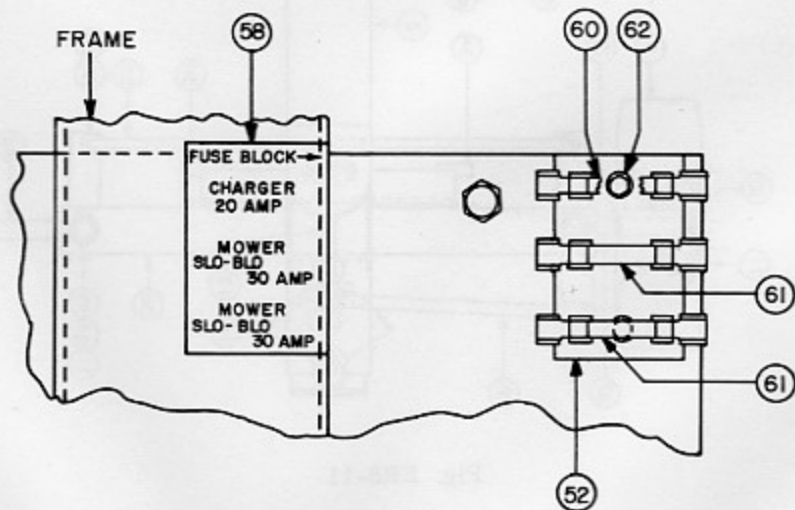 FRAME
58
60
62
FUSE BLOCK→
CHARGER
20 AMP
MOWER
SLO-BLO
30 AMP
MOWER
SLO-BLO
30 AMP
61
61
52